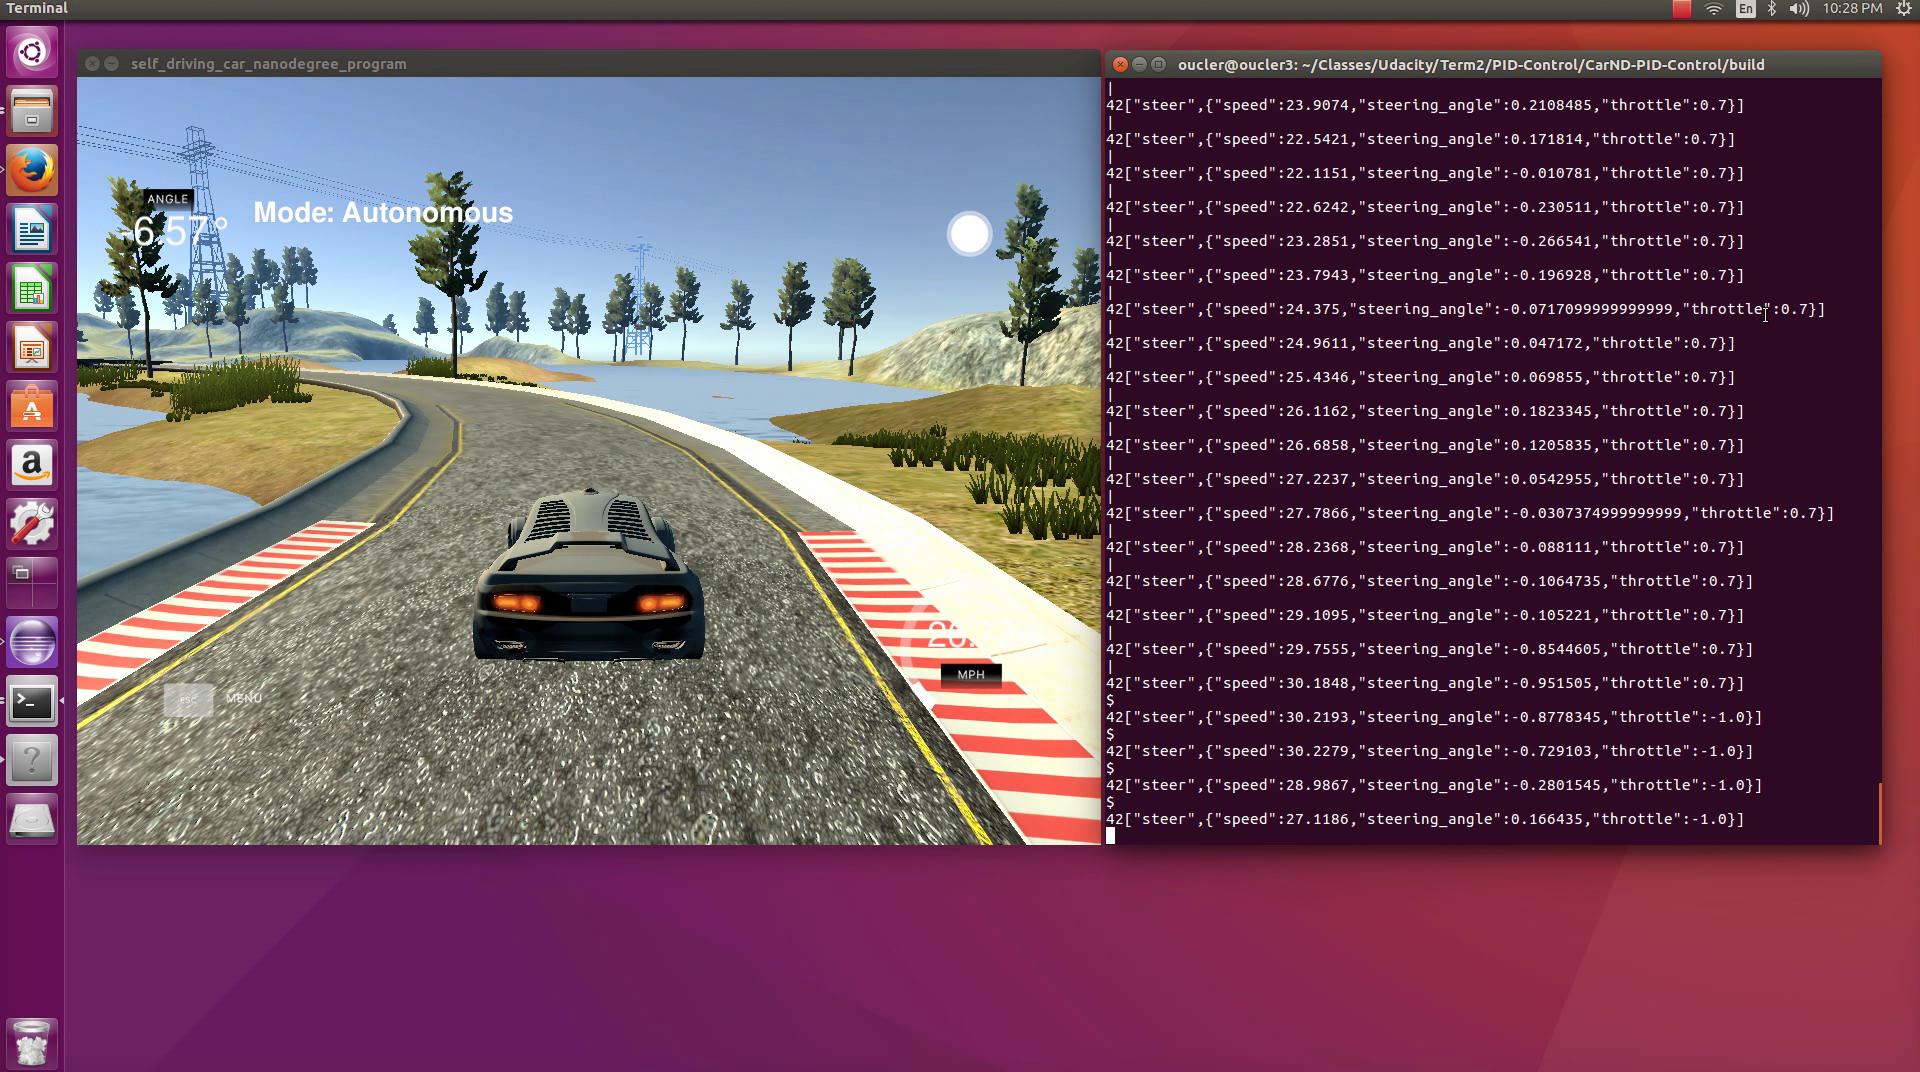 Terminal
En
10:28 PM
self_driving_car_nanodegree_program
ANGLE
6.57°
Mode: Autonomous
MPH
ESC
MENU
oucler@oucler3: ~/Classes/Udacity/Term2/PID-Control/CarND-PID-Control/build
|
42["steer",{"speed":23.9074,"steering_angle":0.2108485,"throttle":0.7}]
|
42["steer",{"speed":22.5421,"steering_angle":0.171814,"throttle":0.7}]
|
42["steer",{"speed":22.1151,"steering_angle":-0.010781,"throttle":0.7}]
|
42["steer",{"speed":22.6242,"steering_angle":-0.230511,"throttle":0.7}]
|
42["steer",{"speed":23.2851,"steering_angle":-0.266541,"throttle":0.7}]
|
42["steer",{"speed":23.7943,"steering_angle":-0.196928,"throttle":0.7}]
|
42["steer",{"speed":24.375,"steering_angle":-0.0717099999999999,"throttle":0.7}]
|
42["steer",{"speed":24.9611,"steering_angle":0.047172,"throttle":0.7}]
|
42["steer",{"speed":25.4346,"steering_angle":0.069855,"throttle":0.7}]
|
42["steer",{"speed":26.1162,"steering_angle":0.1823345,"throttle":0.7}]
|
42["steer",{"speed":26.6858,"steering_angle":0.1205835,"throttle":0.7}]
|
42["steer",{"speed":27.2237,"steering_angle":0.0542955,"throttle":0.7}]
|
42["steer",{"speed":27.7866,"steering_angle":-0.0307374999999999,"throttle":0.7}]
|
42["steer",{"speed":28.2368,"steering_angle":-0.088111,"throttle":0.7}]
|
42["steer",{"speed":28.6776,"steering_angle":-0.1064735,"throttle":0.7}]
|
42["steer",{"speed":29.1095,"steering_angle":-0.105221,"throttle":0.7}]
|
42["steer",{"speed":29.7555,"steering_angle":-0.8544605,"throttle":0.7}]
|
42["steer",{"speed":30.1848,"steering_angle":-0.951505,"throttle":0.7}]
$
42["steer",{"speed":30.2193,"steering_angle":-0.8778345,"throttle":-1.0}]
$
42["steer",{"speed":30.2279,"steering_angle":-0.729103,"throttle":-1.0}]
$
42["steer",{"speed":28.9867,"steering_angle":-0.2801545,"throttle":-1.0}]
$
42["steer",{"speed":27.1186,"steering_angle":0.166435,"throttle":-1.0}]